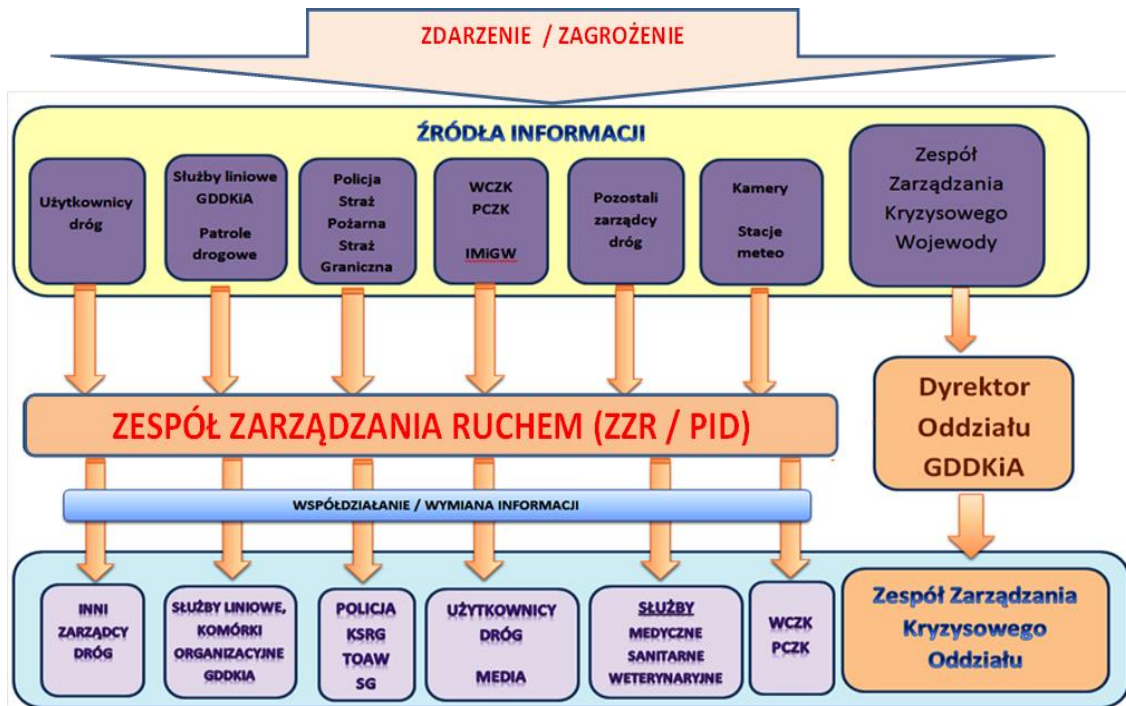 ZDARZENIE / ZAGROŻENIE
ŹRÓDŁA INFORMACJI
Użytkownicy
dróg
Służby liniowe
GDDKiA
Patrole
drogowe
Policja
Straż
Pożarna
Straż
Graniczna
WCZK
PCZK
IMiGW
Pozostali
zarządcy
dróg
Kamery
Stacje
meteo
Zespół
Zarządzania
Kryzysowego
Wojewody
ZESPÓŁ ZARZĄDZANIA RUCHEM (ZZR / PID)
Dyrektor
Oddziału
GDDKiA
WSPÓŁDZIAŁANIE / WYMIANA INFORMACJI
INNI
ZARZĄDCY
DRÓG
SŁUŻBY LINIOWE,
KOMÓRKI
ORGANIZACYJNE
GDDKIA
POLICJA
KSRG
TOAW
SG
UŻYTKOWNICY
DRÓG
MEDIA
SŁUŻBY
MEDYCZNE
SANITARNE
WETERYNARYJNE
WCZK
PCZK
Zespół Zarządzania
Kryzysowego
Oddziału